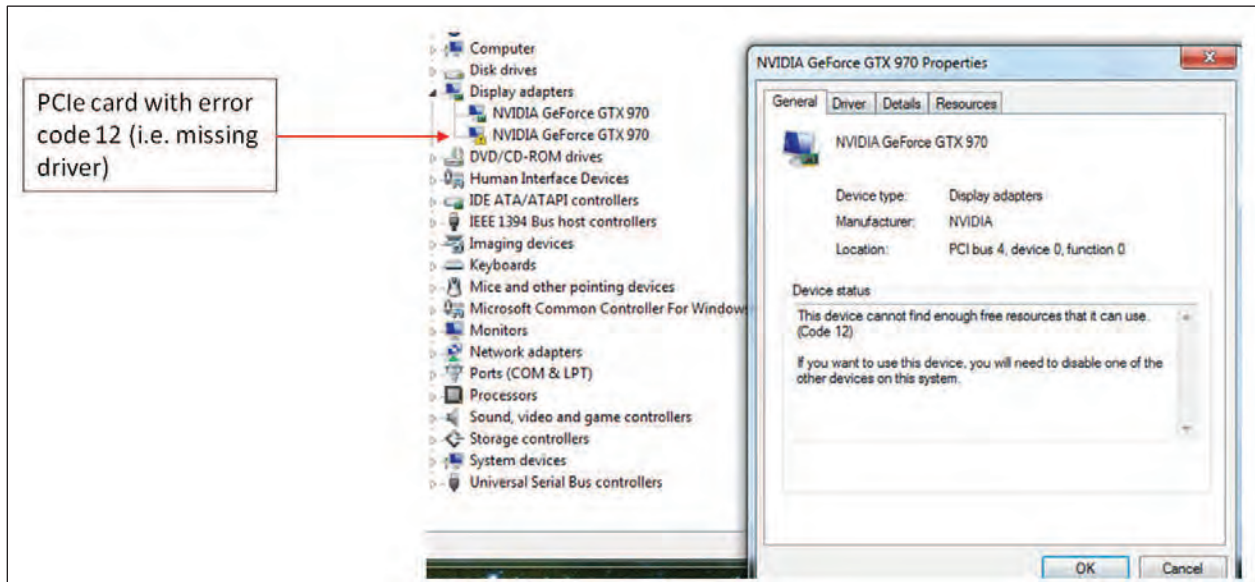 PCIe card with error
code 12 (i.e. missing
driver)
Computer
Disk drives
Display adapters
NVIDIA GeForce GTX 970
NVIDIA GeForce GTX 970
DVD/CD-ROM drives
Human Interface Devices
IDE ATA/ATAPI controllers
IEEE 1394 Bus host controllers
Imaging devices
Keyboards
Mice and other pointing devices
Microsoft Common Controller For Windows
Monitors
Network adapters
Ports (COM & LPT)
Processors
Sound, video and game controllers
Storage controllers
System devices
Universal Serial Bus controllers
NVIDIA GeForce GTX 970 Properties
General Driver Details Resources
NVIDIA GeForce GTX 970
Device type: Display adapters
Manufacturer: NVIDIA
Location: PCI bus 4, device 0, function 0
Device status
This device cannot find enough free resources that it can use.
(Code 12)
If you want to use this device, you will need to disable one of the
other devices on this system.
OK Cancel